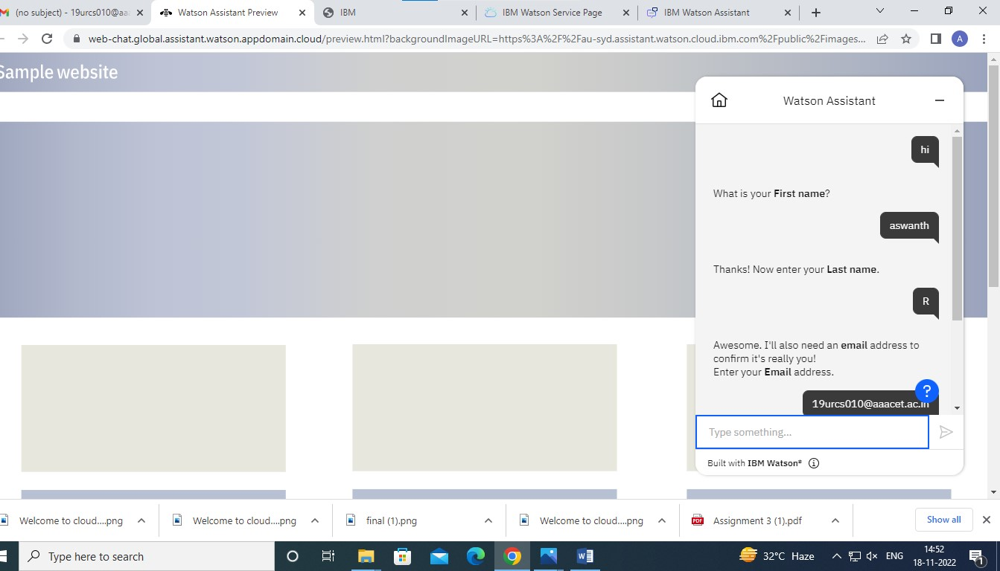 (no subject) - 19urcs010@aa
Watson Assistant Preview
IBM
IBM Watson Service Page
IBM Watson Assistant
web-chat.global.assistant.watson.appdomain.cloud/preview.html?backgroundImageURL=https%3A%2F%2Fau-syd.assistant.watson.cloud.ibm.com%2Fpublic%2Fimages...
A
Sample website
Watson Assistant
hi
What is your First name?
aswanth
Thanks! Now enter your Last name.
R
Awesome. I'll also need an email address to
confirm it's really you!
Enter your Email address.
?
19urcs010@aaacet.ac.in
Type something...
Built with IBM Watson®
Welcome to cloud....png
Welcome to cloud....png
final (1).png
Welcome to cloud....png
PDF
Assignment 3 (1).pdf
Show all
Type here to search
32°C Haze
ENG
14:52
18-11-2022
1